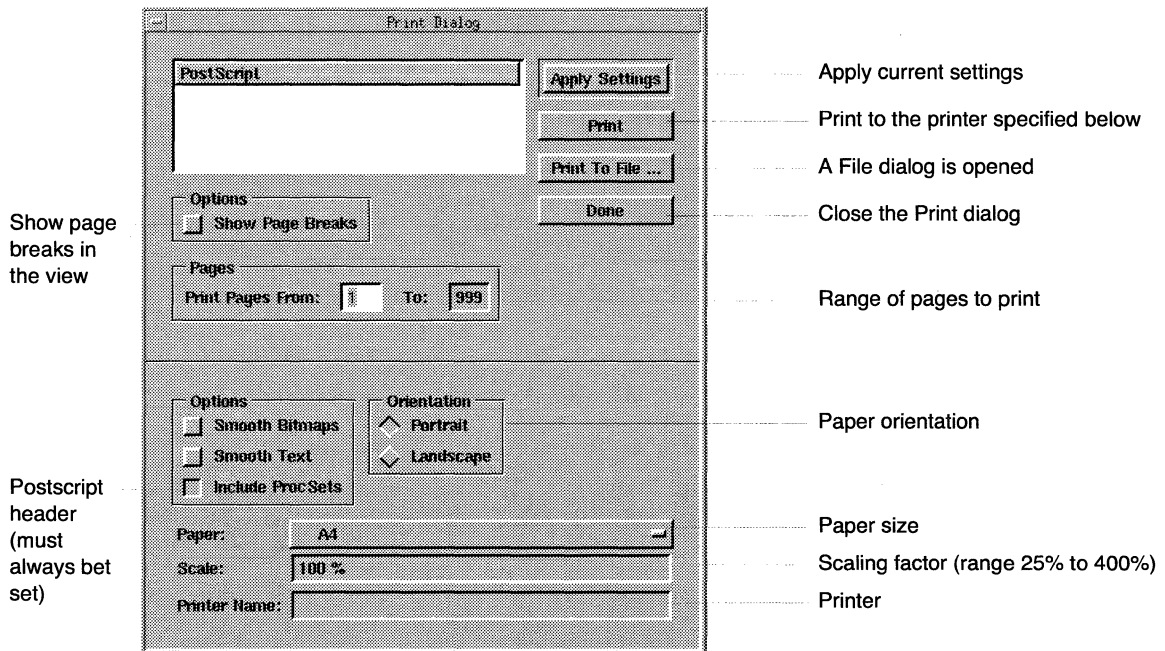 Print Dialog
PostScript
Apply Settings
Apply current settings
Print
Print to the printer specified below
Print To File ...
A File dialog is opened
Options
Show Page Breaks
Done
Close the Print dialog
Show page
breaks in
the view
Pages
Print Pages From: 1 To: 999
Range of pages to print
Options
Smooth Bitmaps
Smooth Text
Include ProcSets
Orientation
Portrait
Landscape
Paper orientation
Postscript
header
(must
always bet
set)
Paper: A4
Paper size
Scale: 100 %
Scaling factor (range 25% to 400%)
Printer Name:
Printer